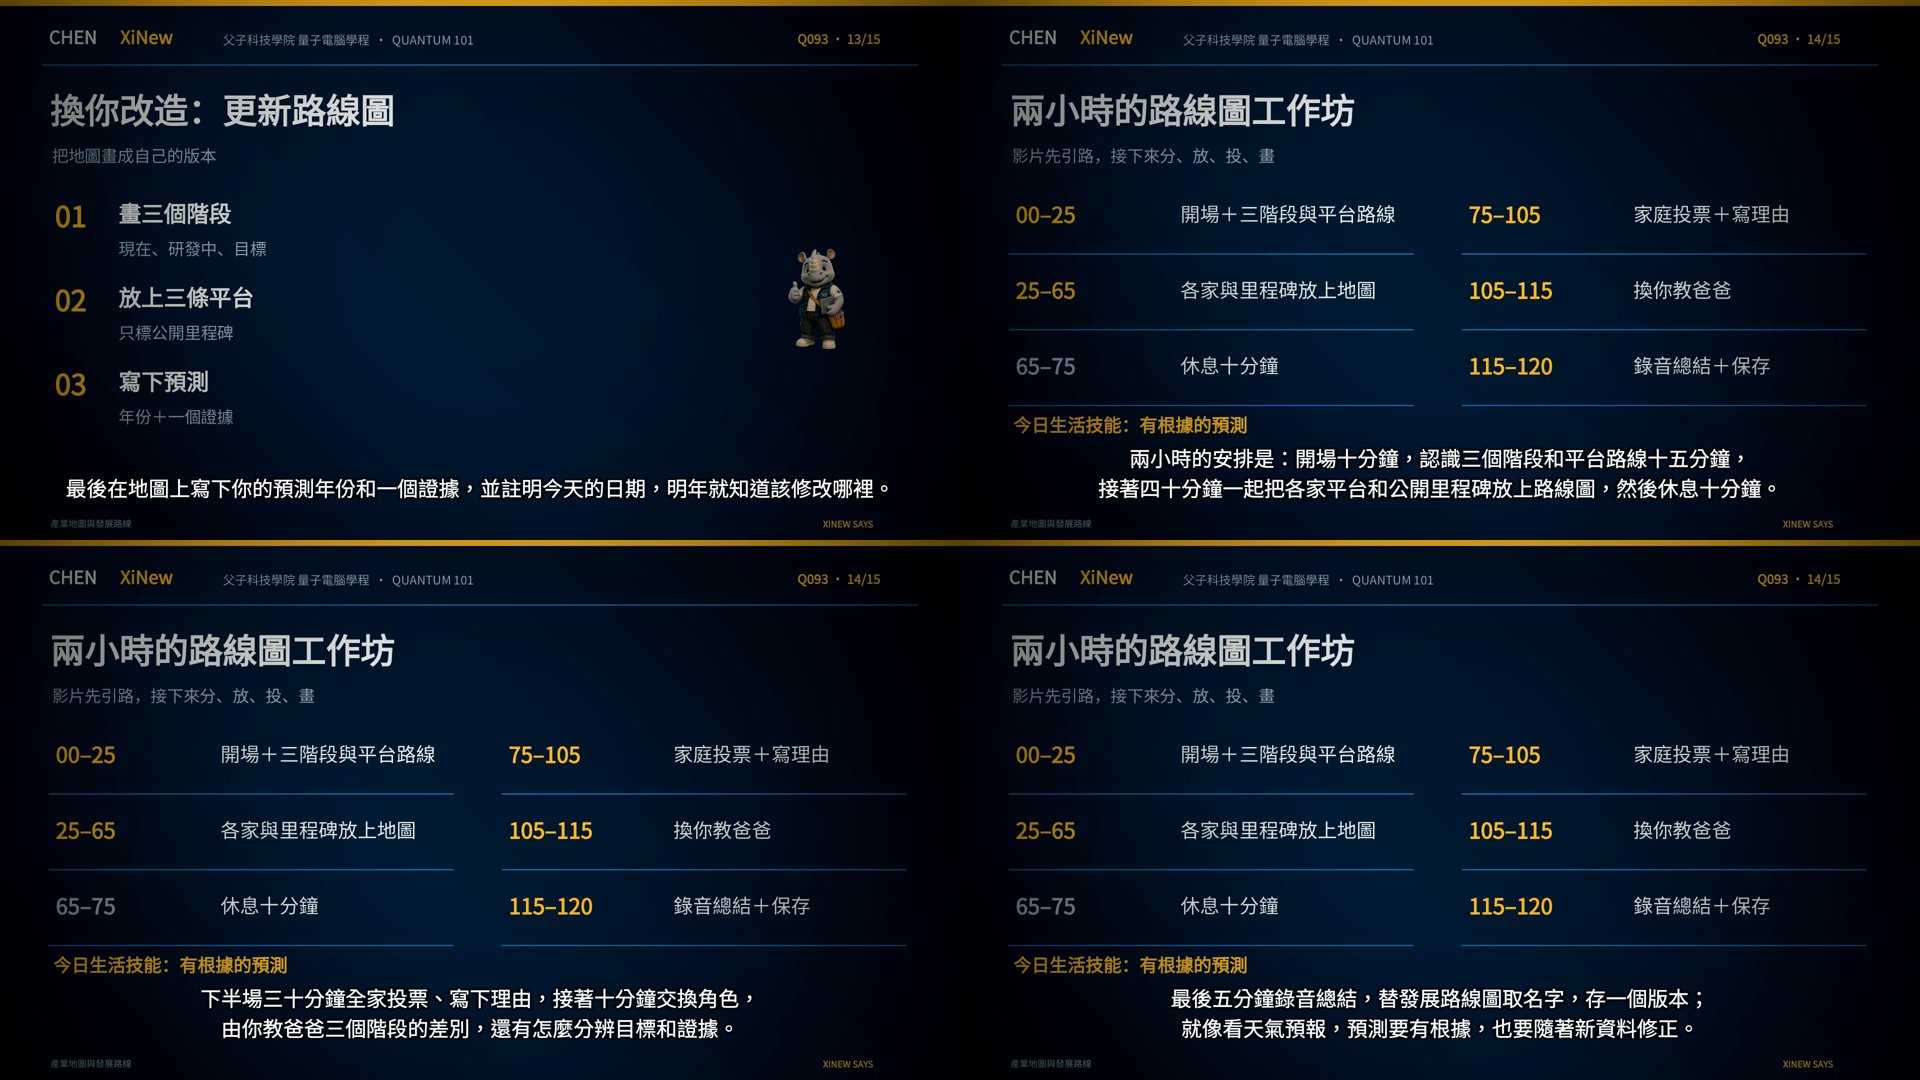 CHEN XiNew 父子科技學院 量子電腦學程 · QUANTUM 101 Q093 · 13/15
換你改造：更新路線圖
把地圖畫成自己的版本
01 畫三個階段
現在、研發中、目標
02 放上三條平台
只標公開里程碑
03 寫下預測
年份＋一個證據
最後在地圖上寫下你的預測年份和一個證據，並註明今天的日期，明年就知道該修改哪裡。
產業地圖與發展路線 XINEW SAYS
CHEN XiNew 父子科技學院 量子電腦學程 · QUANTUM 101 Q093 · 14/15
兩小時的路線圖工作坊
影片先引路，接下來分、放、投、畫
00–25 開場＋三階段與平台路線 75–105 家庭投票＋寫理由
25–65 各家與里程碑放上地圖 105–115 換你教爸爸
65–75 休息十分鐘 115–120 錄音總結＋保存
今日生活技能：有根據的預測
兩小時的安排是：開場十分鐘，認識三個階段和平台路線十五分鐘，
接著四十分鐘一起把各家平台和公開里程碑放上路線圖，然後休息十分鐘。
產業地圖與發展路線 XINEW SAYS
CHEN XiNew 父子科技學院 量子電腦學程 · QUANTUM 101 Q093 · 14/15
兩小時的路線圖工作坊
影片先引路，接下來分、放、投、畫
00–25 開場＋三階段與平台路線 75–105 家庭投票＋寫理由
25–65 各家與里程碑放上地圖 105–115 換你教爸爸
65–75 休息十分鐘 115–120 錄音總結＋保存
今日生活技能：有根據的預測
下半場三十分鐘全家投票、寫下理由，接著十分鐘交換角色，
由你教爸爸三個階段的差別，還有怎麼分辨目標和證據。
產業地圖與發展路線 XINEW SAYS
CHEN XiNew 父子科技學院 量子電腦學程 · QUANTUM 101 Q093 · 14/15
兩小時的路線圖工作坊
影片先引路，接下來分、放、投、畫
00–25 開場＋三階段與平台路線 75–105 家庭投票＋寫理由
25–65 各家與里程碑放上地圖 105–115 換你教爸爸
65–75 休息十分鐘 115–120 錄音總結＋保存
今日生活技能：有根據的預測
最後五分鐘錄音總結，替發展路線圖取名字，存一個版本；
就像看天氣預報，預測要有根據，也要隨著新資料修正。
產業地圖與發展路線 XINEW SAYS